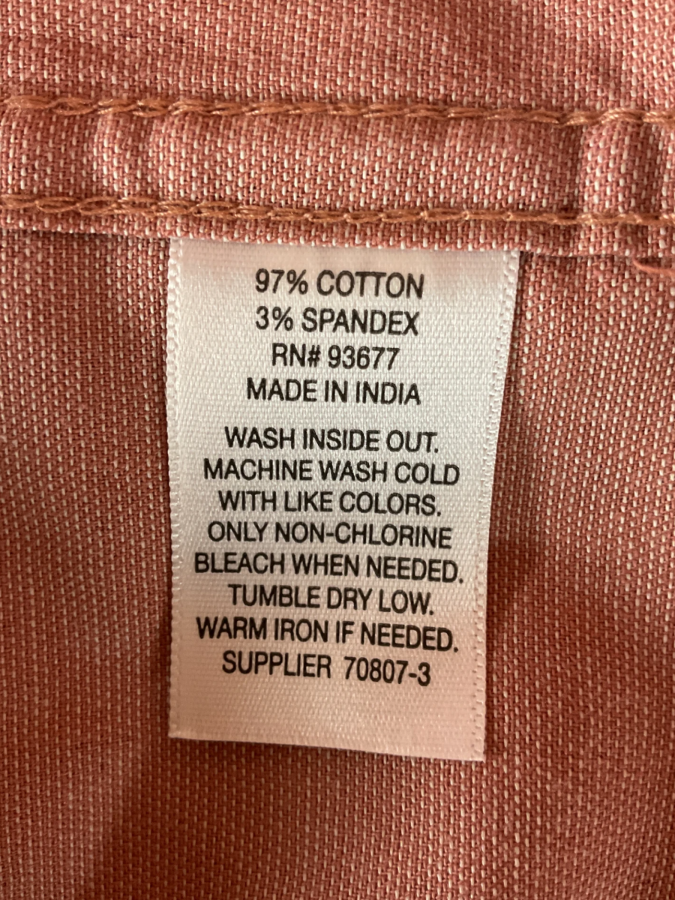 97% COTTON
3% SPANDEX
RN# 93677
MADE IN INDIA
WASH INSIDE OUT.
MACHINE WASH COLD
WITH LIKE COLORS.
ONLY NON-CHLORINE
BLEACH WHEN NEEDED.
TUMBLE DRY LOW.
WARM IRON IF NEEDED.
SUPPLIER 70807-3